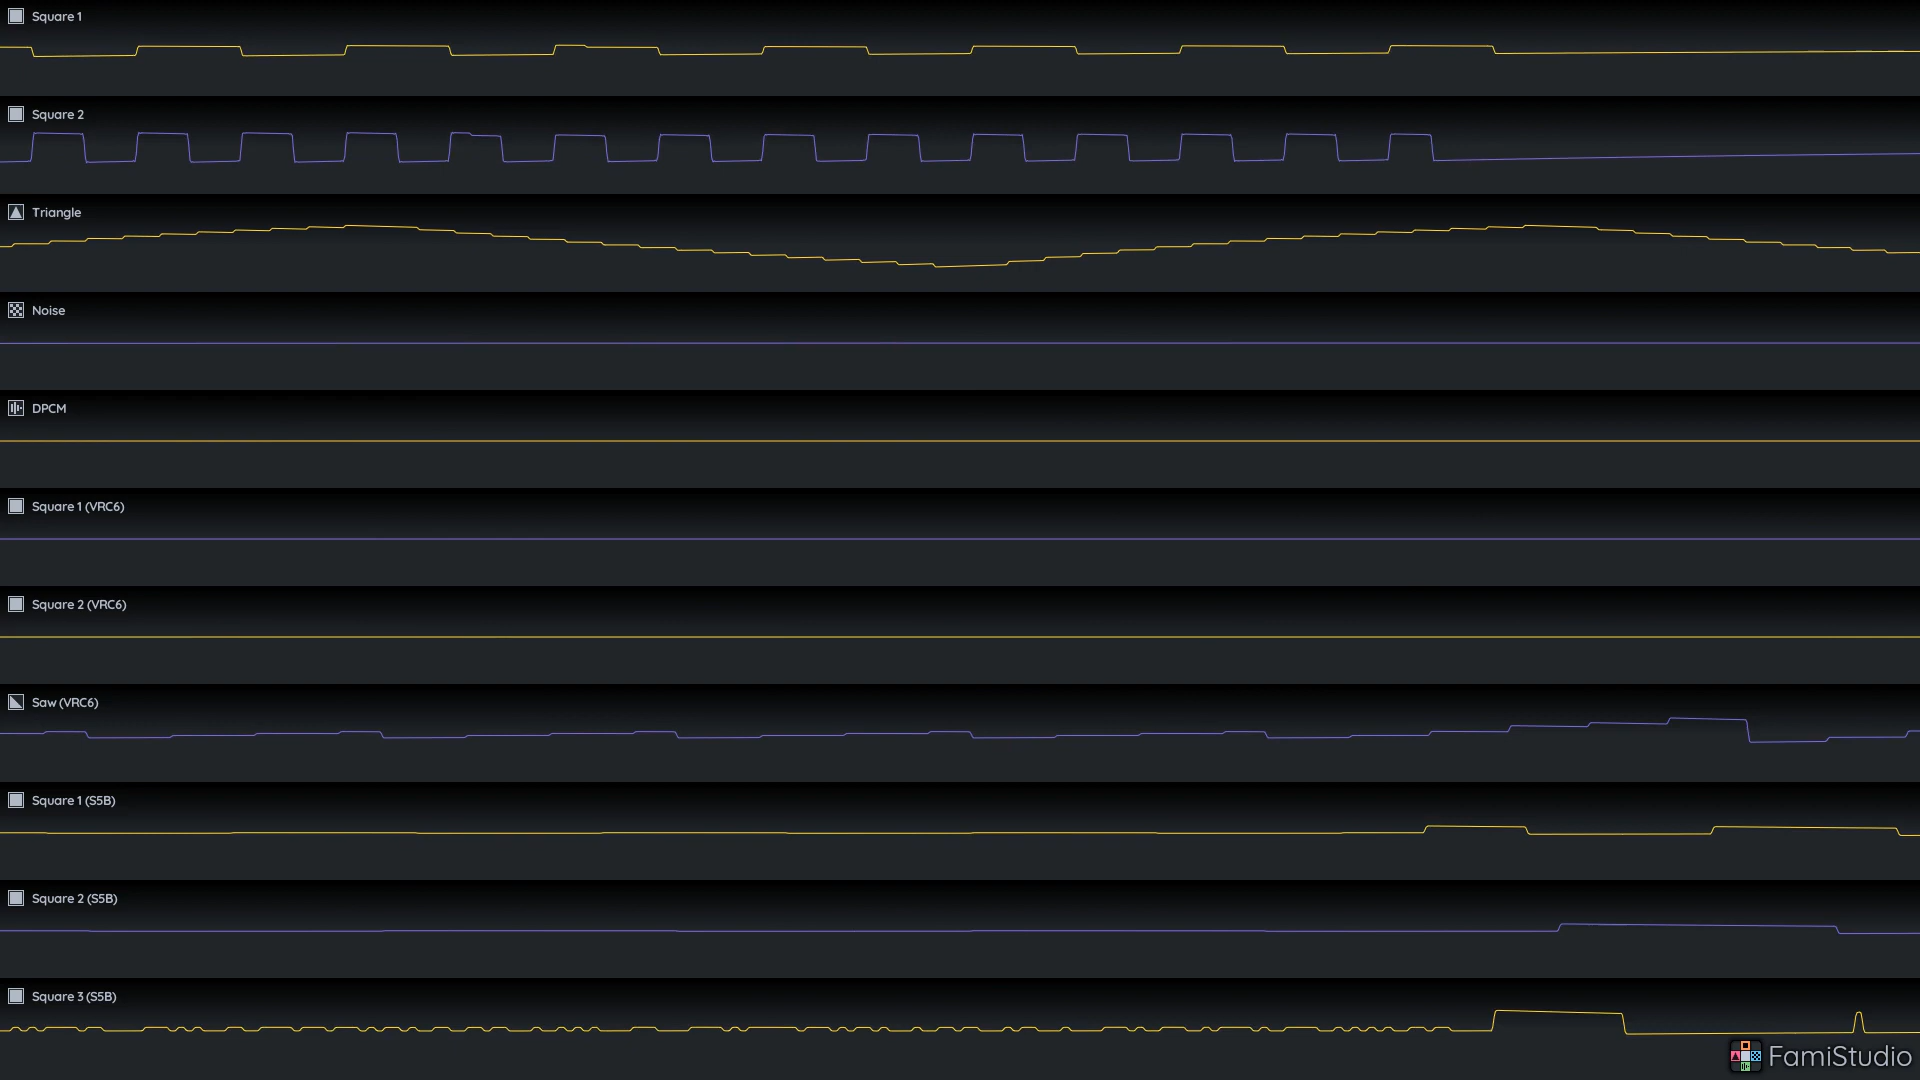 Square 1
Square 2
Triangle
Noise
DPCM
Square 1 (VRC6)
Square 2 (VRC6)
Saw (VRC6)
Square 1 (S5B)
Square 2 (S5B)
Square 3 (S5B)
FamiStudio